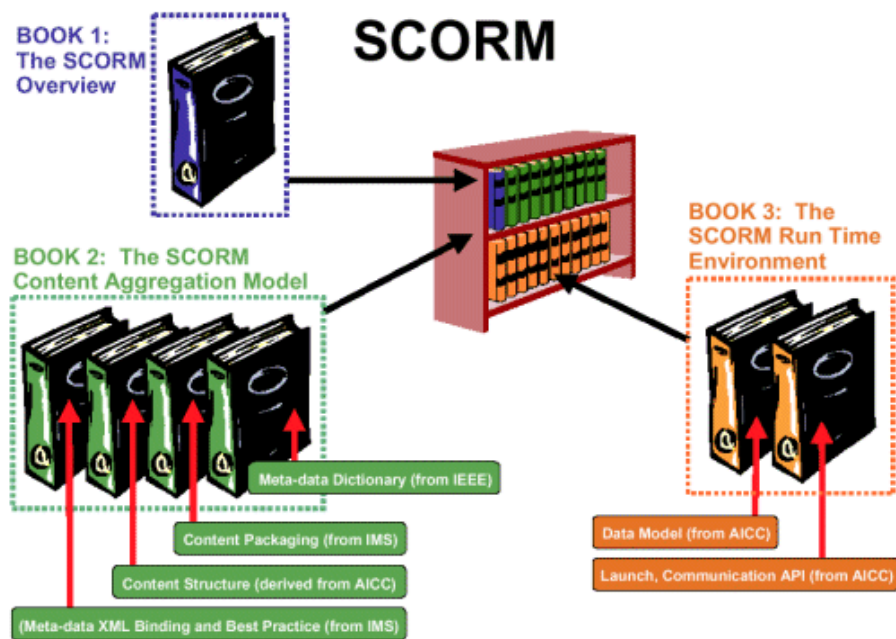 SCORM
BOOK 1:
The SCORM
Overview
BOOK 2:  The SCORM
Content Aggregation Model
BOOK 3:  The
SCORM Run Time
Environment
Meta-data Dictionary (from IEEE)
Content Packaging (from IMS)
Content Structure (derived from AICC)
(Meta-data XML Binding and Best Practice (from IMS)
Data Model (from AICC)
Launch, Communication API (from AICC)